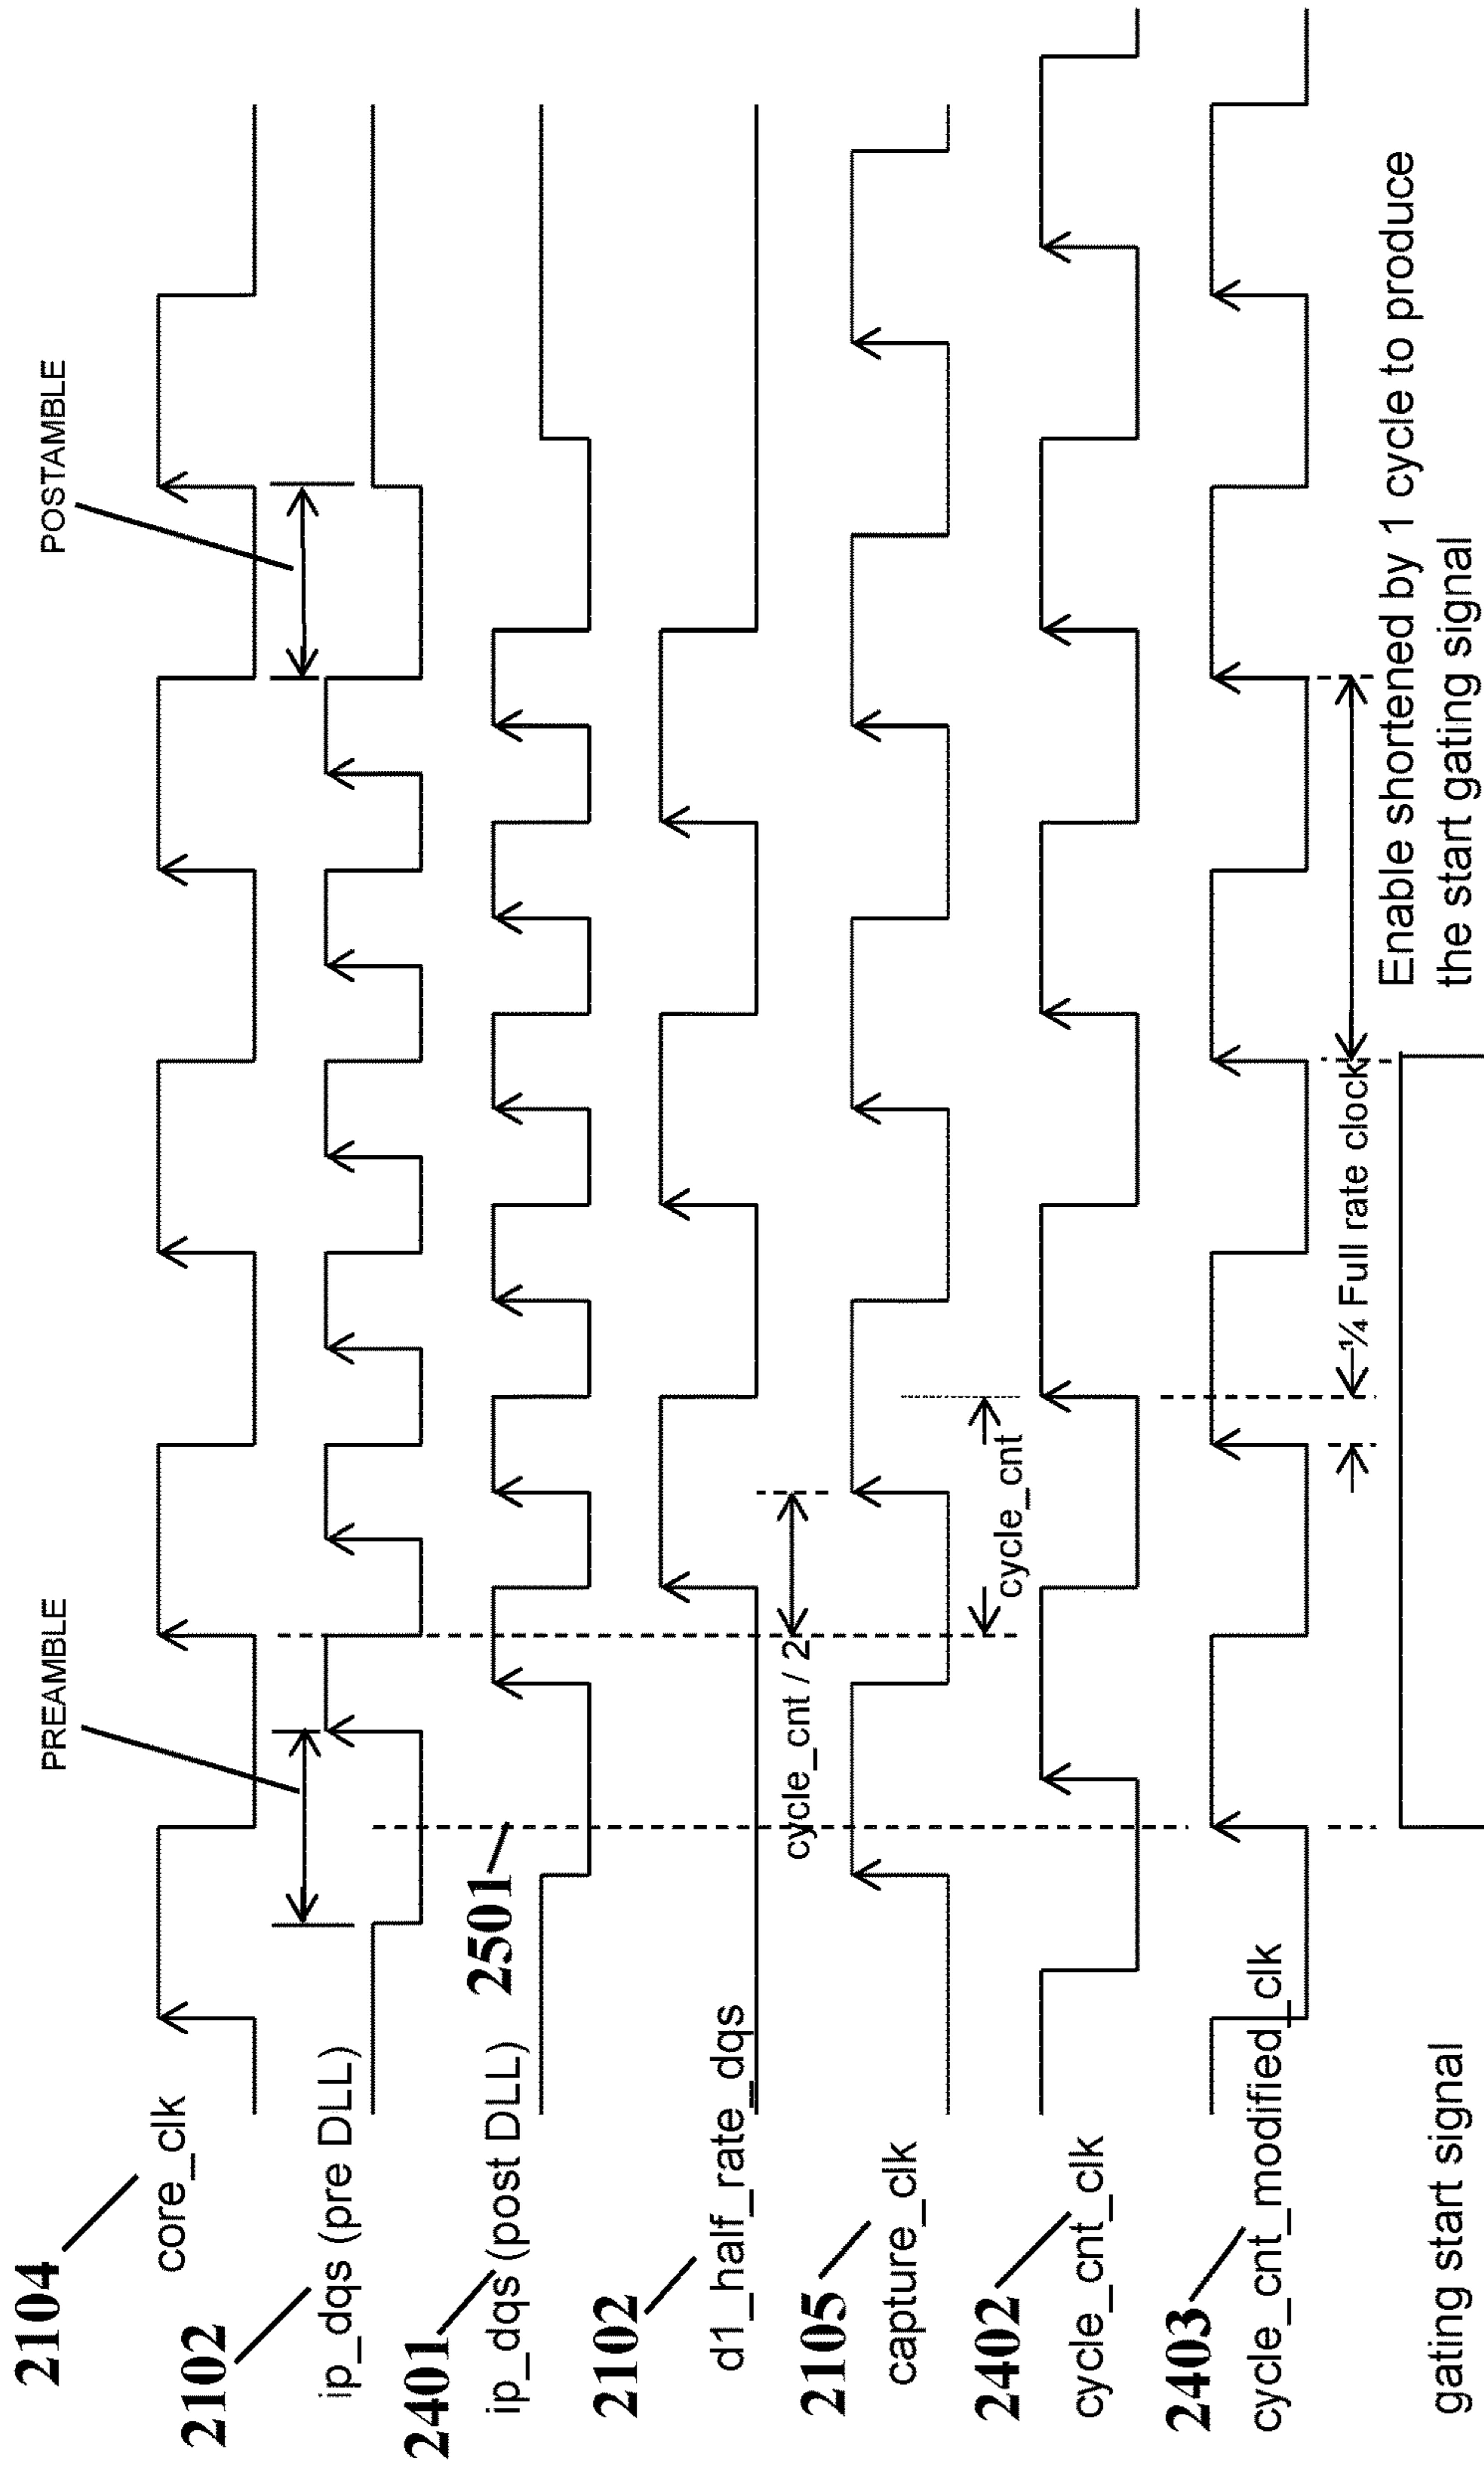 PREAMBLE
POSTAMBLE
2104
core_clk
2102
ip_dqs (pre DLL)
2401
ip_dqs (post DLL)
2501
2102
d1_half_rate_dqs
cycle_cnt / 2
2105
capture_clk
cycle_cnt
2402
cycle_cnt_clk
2403
cycle_cnt_modified_clk
¼ Full rate clock
Enable shortened by 1 cycle to produce
the start gating signal
gating start signal